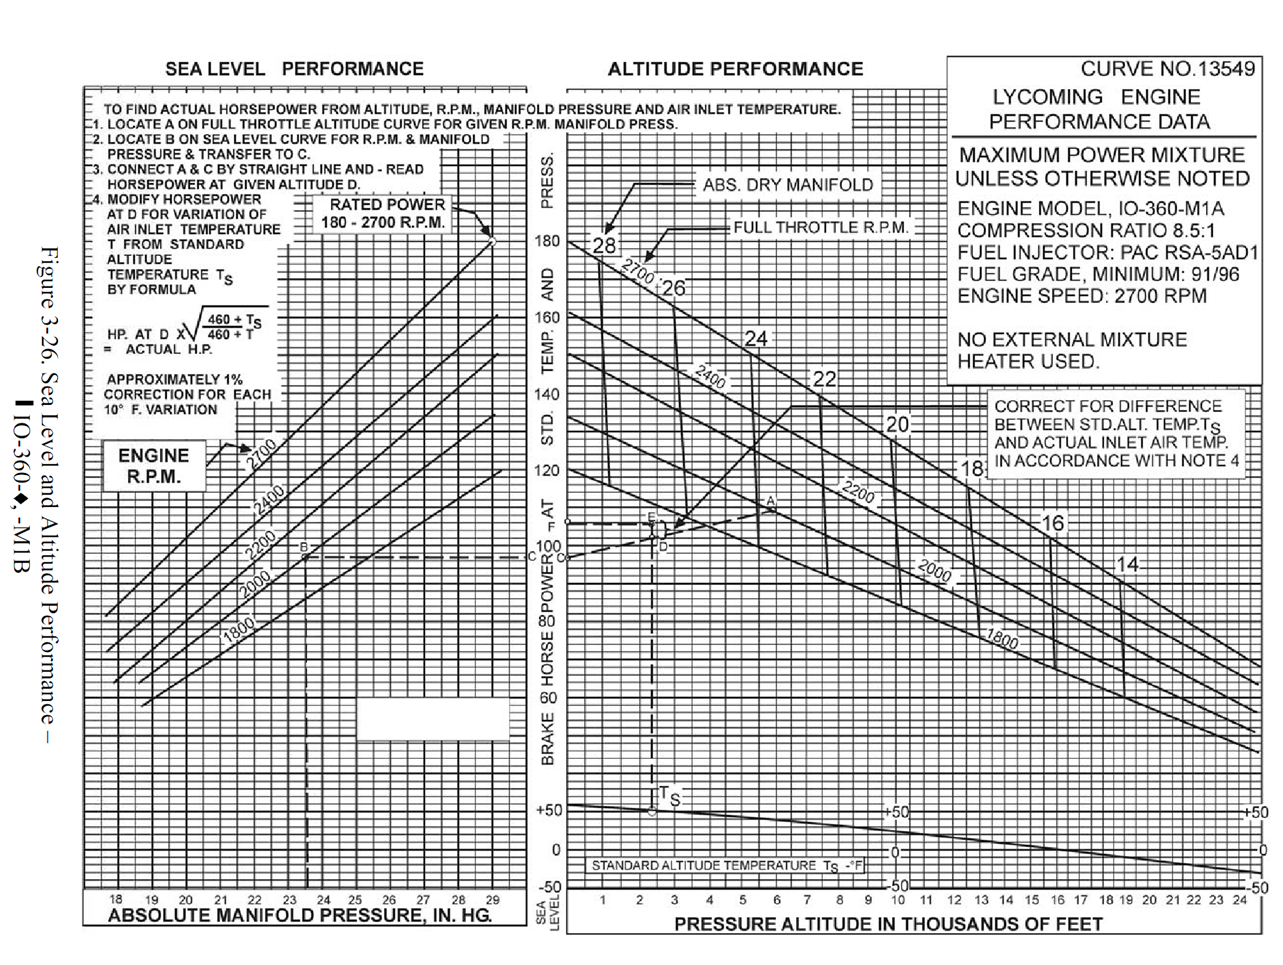 SEA LEVEL PERFORMANCE
ALTITUDE PERFORMANCE
CURVE NO.13549
LYCOMING ENGINE
PERFORMANCE DATA
MAXIMUM POWER MIXTURE
UNLESS OTHERWISE NOTED
ENGINE MODEL, IO-360-M1A
COMPRESSION RATIO 8.5:1
FUEL INJECTOR: PAC RSA-5AD1
FUEL GRADE, MINIMUM: 91/96
ENGINE SPEED: 2700 RPM
NO EXTERNAL MIXTURE
HEATER USED.
TO FIND ACTUAL HORSEPOWER FROM ALTITUDE, R.P.M., MANIFOLD PRESSURE AND AIR INLET TEMPERATURE.
1. LOCATE A ON FULL THROTTLE ALTITUDE CURVE FOR GIVEN R.P.M. MANIFOLD PRESS.
2. LOCATE B ON SEA LEVEL CURVE FOR R.P.M. & MANIFOLD
PRESSURE & TRANSFER TO C.
3. CONNECT A & C BY STRAIGHT LINE AND - READ
HORSEPOWER AT GIVEN ALTITUDE D.
4. MODIFY HORSEPOWER
AT D FOR VARIATION OF
AIR INLET TEMPERATURE
T FROM STANDARD
ALTITUDE
TEMPERATURE TS
BY FORMULA
HP. AT D X √ 460 + TS
460 + T
= ACTUAL H.P.
APPROXIMATELY 1%
CORRECTION FOR EACH
10° F. VARIATION
RATED POWER
180 - 2700 R.P.M.
ENGINE
R.P.M.
2700
2400
2200
2000
1800
B
BRAKE HORSEPOWER AT STD. TEMP. AND PRESS.
180
160
140
120
100
80
60
+50
0
-50
F
C
C
ABS. DRY MANIFOLD
FULL THROTTLE R.P.M.
28
2700
26
24
22
20
18
16
14
2400
2200
2000
1800
CORRECT FOR DIFFERENCE
BETWEEN STD.ALT. TEMP.TS
AND ACTUAL INLET AIR TEMP.
IN ACCORDANCE WITH NOTE 4
A
E
D
TS
+50
0
-50
+50
0
-50
STANDARD ALTITUDE TEMPERATURE TS -°F
18 19 20 21 22 23 24 25 26 27 28 29
ABSOLUTE MANIFOLD PRESSURE, IN. HG.
SEA
LEVEL
1 2 3 4 5 6 7 8 9 10 11 12 13 14 15 16 17 18 19 20 21 22 23 24
PRESSURE ALTITUDE IN THOUSANDS OF FEET
Figure 3-26. Sea Level and Altitude Performance –
IO-360-♦, -M1B